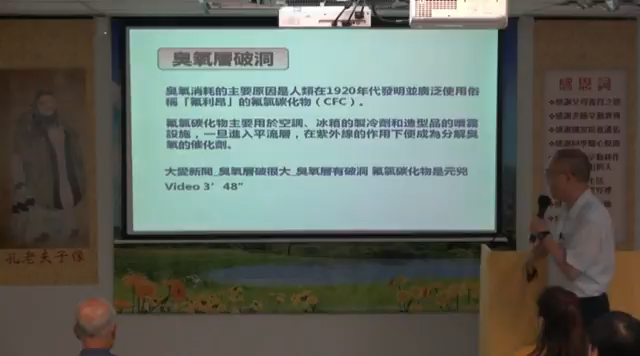 臭氧層破洞
臭氧消耗的主要原因是人類在1920年代發明並廣泛使用俗
稱「氟利昂」的氟氯碳化物（CFC）。
氟氯碳化物主要用於空調、冰箱的製冷劑和造型品的噴霧
設施，一旦進入平流層，在紫外線的作用下便成為分解臭
氧的催化劑。
大愛新聞_臭氧層破很大_臭氧層有破洞 氟氯碳化物是元兇
Video 3’48”
孔老夫子像
感恩詞